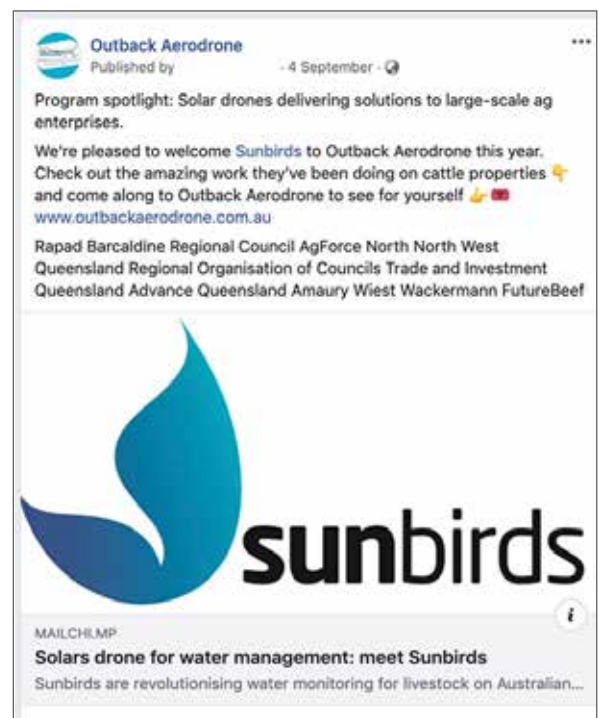 Outback Aerodrone
Published by · 4 September ·
Program spotlight: Solar drones delivering solutions to large-scale ag
enterprises.
We're pleased to welcome Sunbirds to Outback Aerodrone this year.
Check out the amazing work they've been doing on cattle properties 👇
and come along to Outback Aerodrone to see for yourself 👉 🎟
www.outbackaerodrone.com.au
Rapad Barcaldine Regional Council AgForce North North West
Queensland Regional Organisation of Councils Trade and Investment
Queensland Advance Queensland Amaury Wiest Wackermann FutureBeef
sunbirds
i
MAILCHI.MP
Solars drone for water management: meet Sunbirds
Sunbirds are revolutionising water monitoring for livestock on Australian...